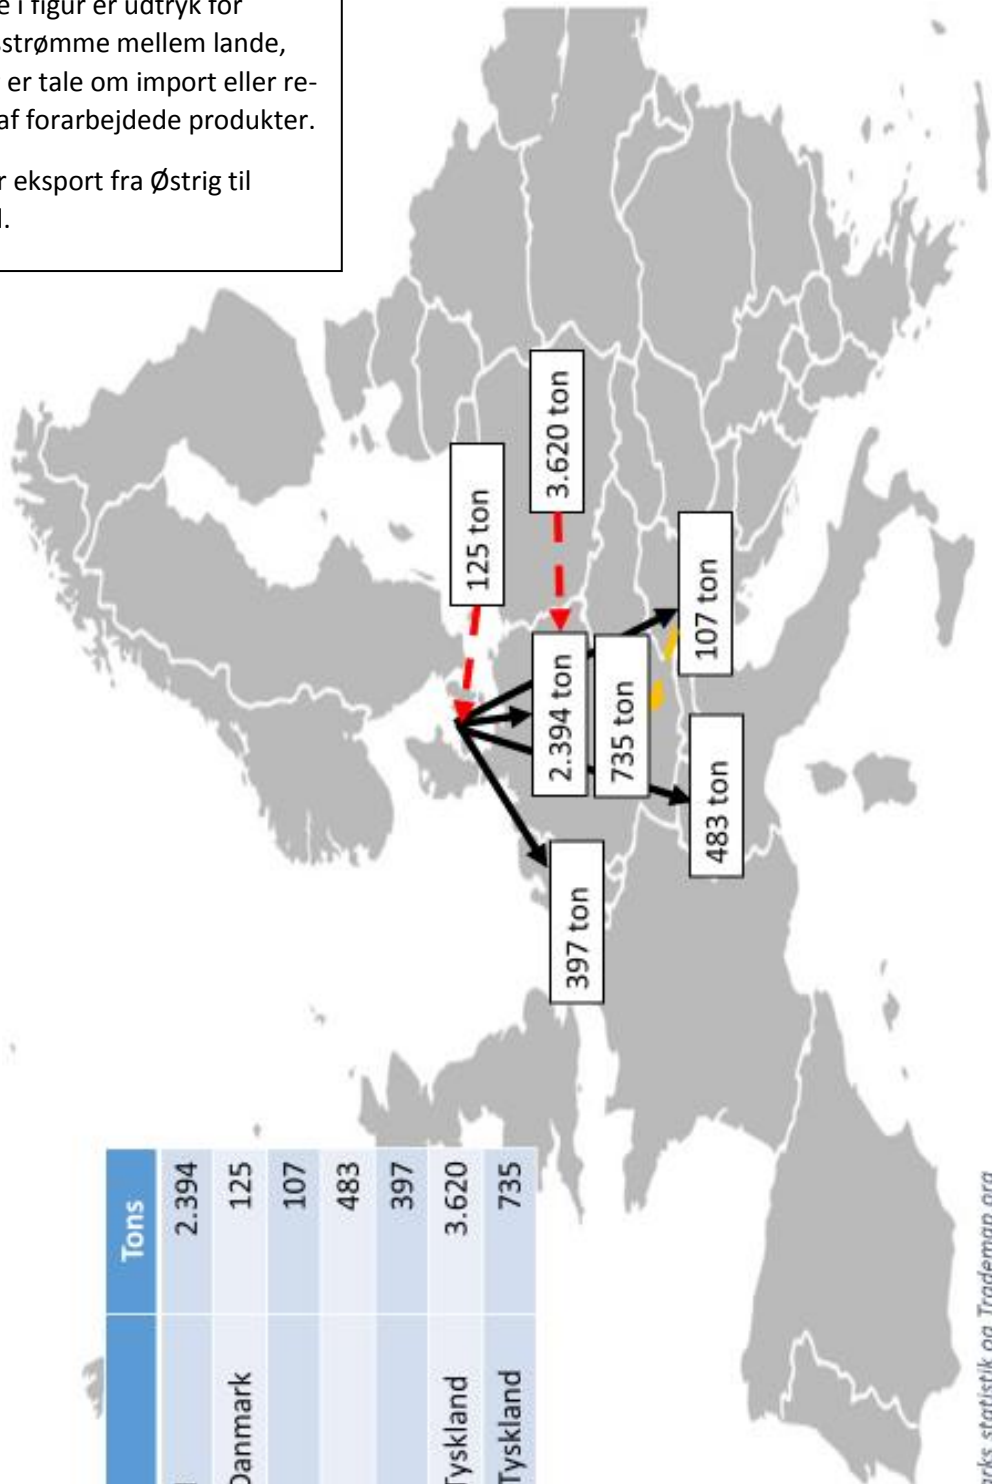 i figur er udtryk for
strømme mellem lande,
er tale om import eller re-
af forarbejdede produkter.
eksport fra Østrig til
125 ton
3.620 ton
2.394 ton
735 ton
107 ton
483 ton
397 ton
Tons
2.394
Danmark 125
107
483
397
Tyskland 3.620
Tyskland 735
statistik og Trademap.org